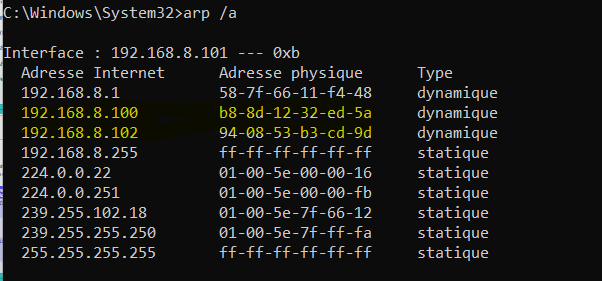 C:\Windows\System32>arp /a
Interface : 192.168.8.101 --- 0xb
Adresse Internet Adresse physique Type
192.168.8.1 58-7f-66-11-f4-48 dynamique
192.168.8.100 b8-8d-12-32-ed-5a dynamique
192.168.8.102 94-08-53-b3-cd-9d dynamique
192.168.8.255 ff-ff-ff-ff-ff-ff statique
224.0.0.22 01-00-5e-00-00-16 statique
224.0.0.251 01-00-5e-00-00-fb statique
239.255.102.18 01-00-5e-7f-66-12 statique
239.255.255.250 01-00-5e-7f-ff-fa statique
255.255.255.255 ff-ff-ff-ff-ff-ff statique